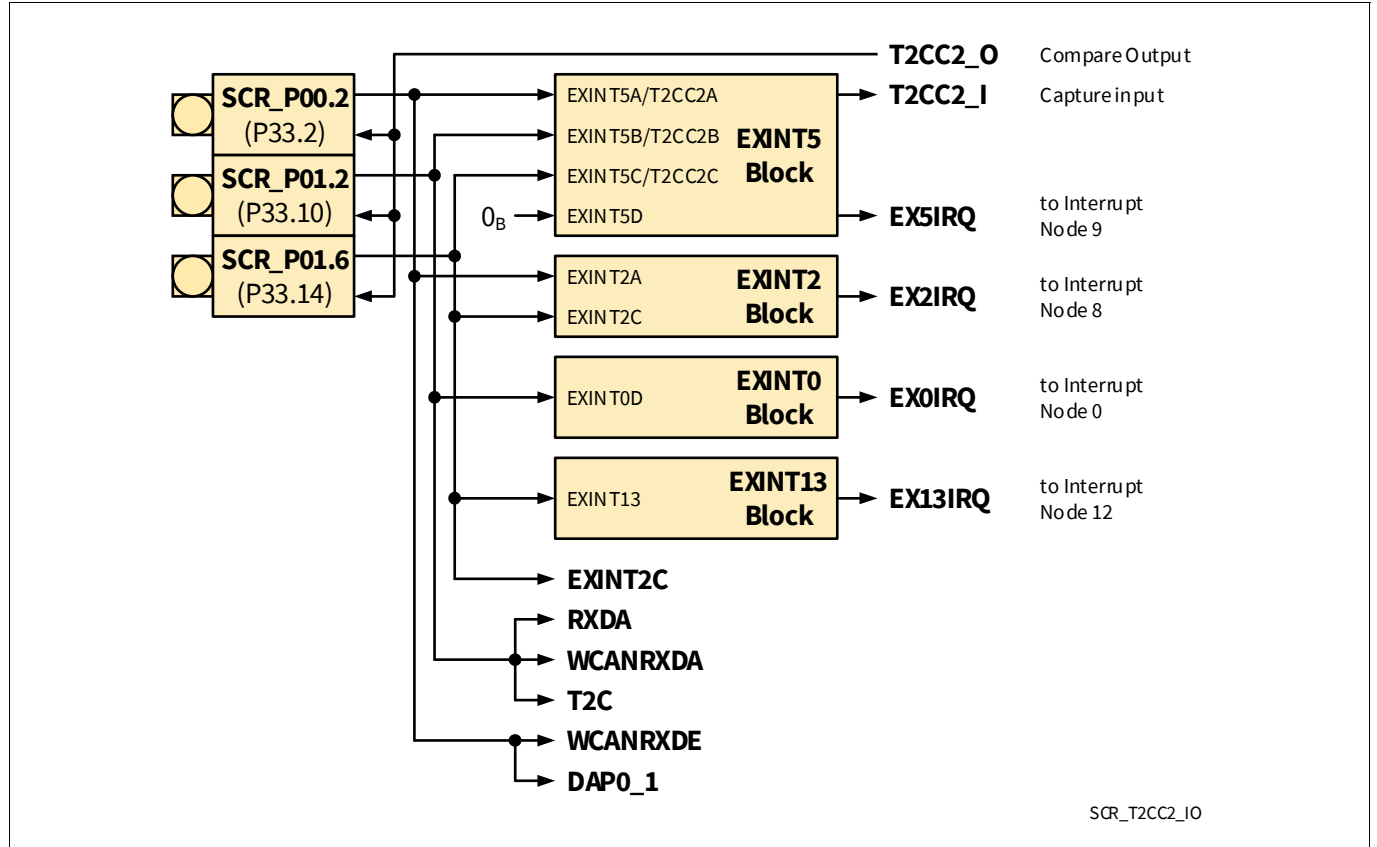 T2CC2_O Compare Output
SCR_P00.2
(P33.2)
EXINT5A/T2CC2A
T2CC2_I Capture input
EXINT5B/T2CC2B
EXINT5
Block
SCR_P01.2
(P33.10)
EXINT5C/T2CC2C
0B
EXINT5D
EX5IRQ
to Interrupt
Node 9
SCR_P01.6
(P33.14)
EXINT2A
EXINT2
Block
EXINT2C
EX2IRQ
to Interrupt
Node 8
EXINT0D
EXINT0
Block
EX0IRQ
to Interrupt
Node 0
EXINT13
EXINT13
Block
EX13IRQ
to Interrupt
Node 12
EXINT2C
RXDA
WCANRXDA
T2C
WCANRXDE
DAP0_1
SCR_T2CC2_IO